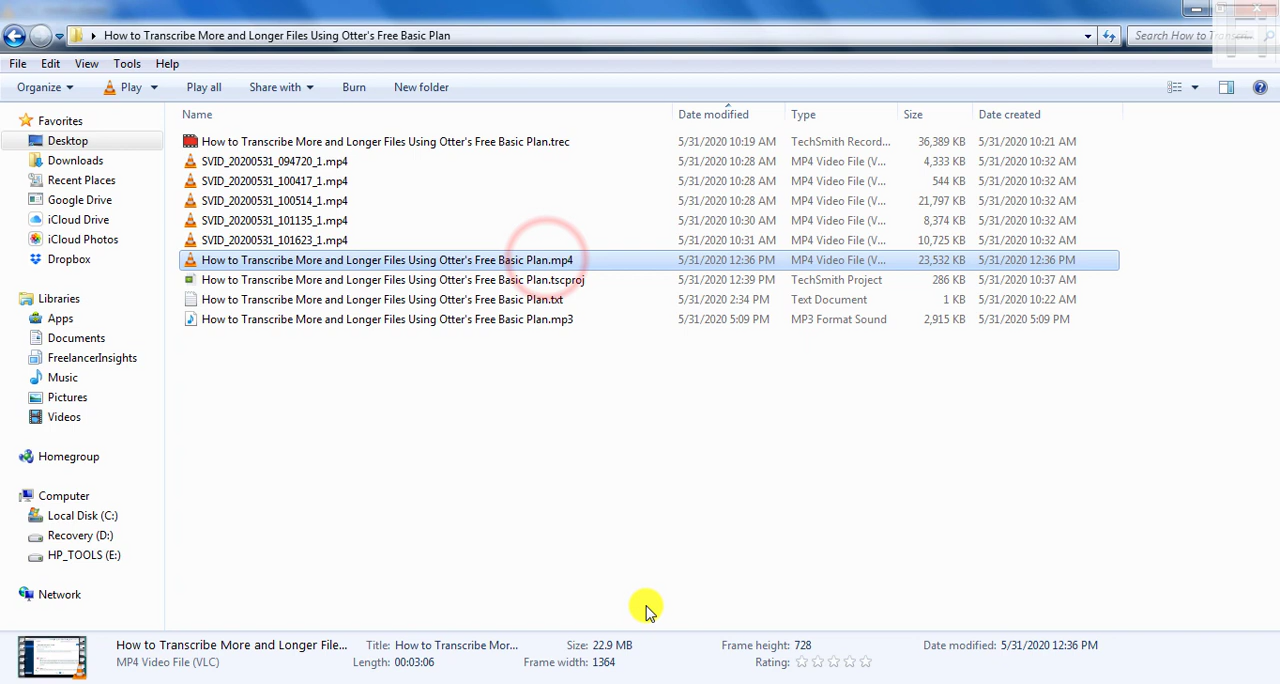 How to Transcribe More and Longer Files Using Otter's Free Basic Plan
File Edit View Tools Help
Organize Play Play all Share with Burn New folder
Name Date modified Type Size Date created
Favorites
Desktop
Downloads
Recent Places
Google Drive
iCloud Drive
iCloud Photos
Dropbox
Libraries
Apps
Documents
FreelancerInsights
Music
Pictures
Videos
Homegroup
Computer
Local Disk (C:)
Recovery (D:)
HP_TOOLS (E:)
Network
How to Transcribe More and Longer Files Using Otter's Free Basic Plan.trec 5/31/2020 10:19 AM TechSmith Record... 36,389 KB 5/31/2020 10:21 AM
SVID_20200531_094720_1.mp4 5/31/2020 10:28 AM MP4 Video File (V... 4,333 KB 5/31/2020 10:32 AM
SVID_20200531_100417_1.mp4 5/31/2020 10:28 AM MP4 Video File (V... 544 KB 5/31/2020 10:32 AM
SVID_20200531_100514_1.mp4 5/31/2020 10:28 AM MP4 Video File (V... 21,797 KB 5/31/2020 10:32 AM
SVID_20200531_101135_1.mp4 5/31/2020 10:30 AM MP4 Video File (V... 8,374 KB 5/31/2020 10:32 AM
SVID_20200531_101623_1.mp4 5/31/2020 10:31 AM MP4 Video File (V... 10,725 KB 5/31/2020 10:32 AM
How to Transcribe More and Longer Files Using Otter's Free Basic Plan.mp4 5/31/2020 12:36 PM MP4 Video File (V... 23,532 KB 5/31/2020 12:36 PM
How to Transcribe More and Longer Files Using Otter's Free Basic Plan.tscproj 5/31/2020 12:39 PM TechSmith Project 286 KB 5/31/2020 10:37 AM
How to Transcribe More and Longer Files Using Otter's Free Basic Plan.txt 5/31/2020 2:34 PM Text Document 1 KB 5/31/2020 10:22 AM
How to Transcribe More and Longer Files Using Otter's Free Basic Plan.mp3 5/31/2020 5:09 PM MP3 Format Sound 2,915 KB 5/31/2020 5:09 PM
How to Transcribe More and Longer File... Title: How to Transcribe Mor... Size: 22.9 MB Frame height: 728 Date modified: 5/31/2020 12:36 PM
MP4 Video File (VLC) Length: 00:03:06 Frame width: 1364 Rating:
Search How to